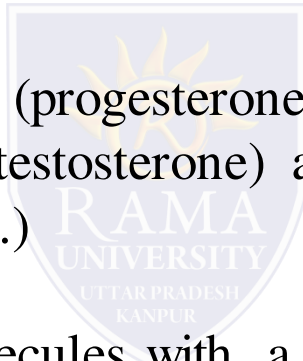 (progesterone
testosterone) a
.)
RAMA
UNIVERSITY
UTTAR PRADESH
KANPUR
ecules with a